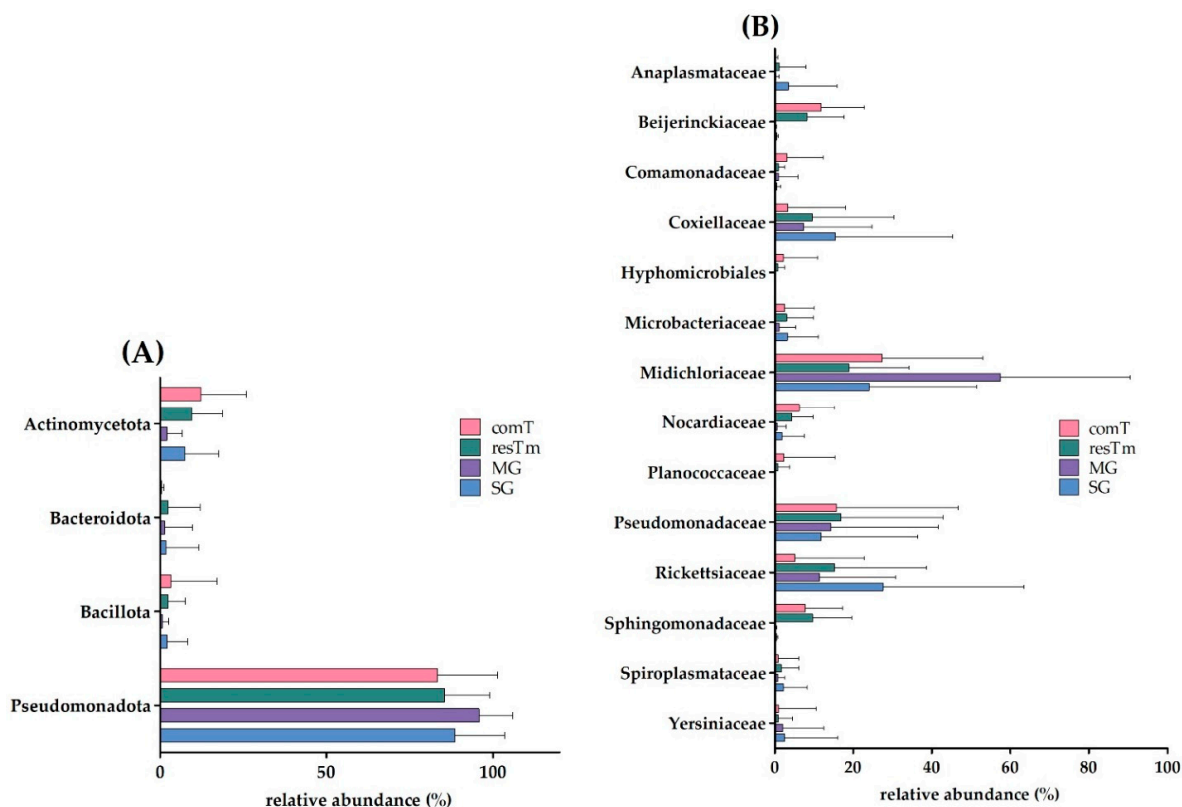 (A)
Actinomycetota
Bacteroidota
Bacillota
Pseudomonadota
0 50 100
relative abundance (%)
comT
resTm
MG
SG
(B)
Anaplasmataceae
Beijerinckiaceae
Comamonadaceae
Coxiellaceae
Hyphomicrobiales
Microbacteriaceae
Midichloriaceae
Nocardiaceae
Planococcaceae
Pseudomonadaceae
Rickettsiaceae
Sphingomonadaceae
Spiroplasmataceae
Yersiniaceae
0 20 40 60 80 100
relative abundance (%)
comT
resTm
MG
SG